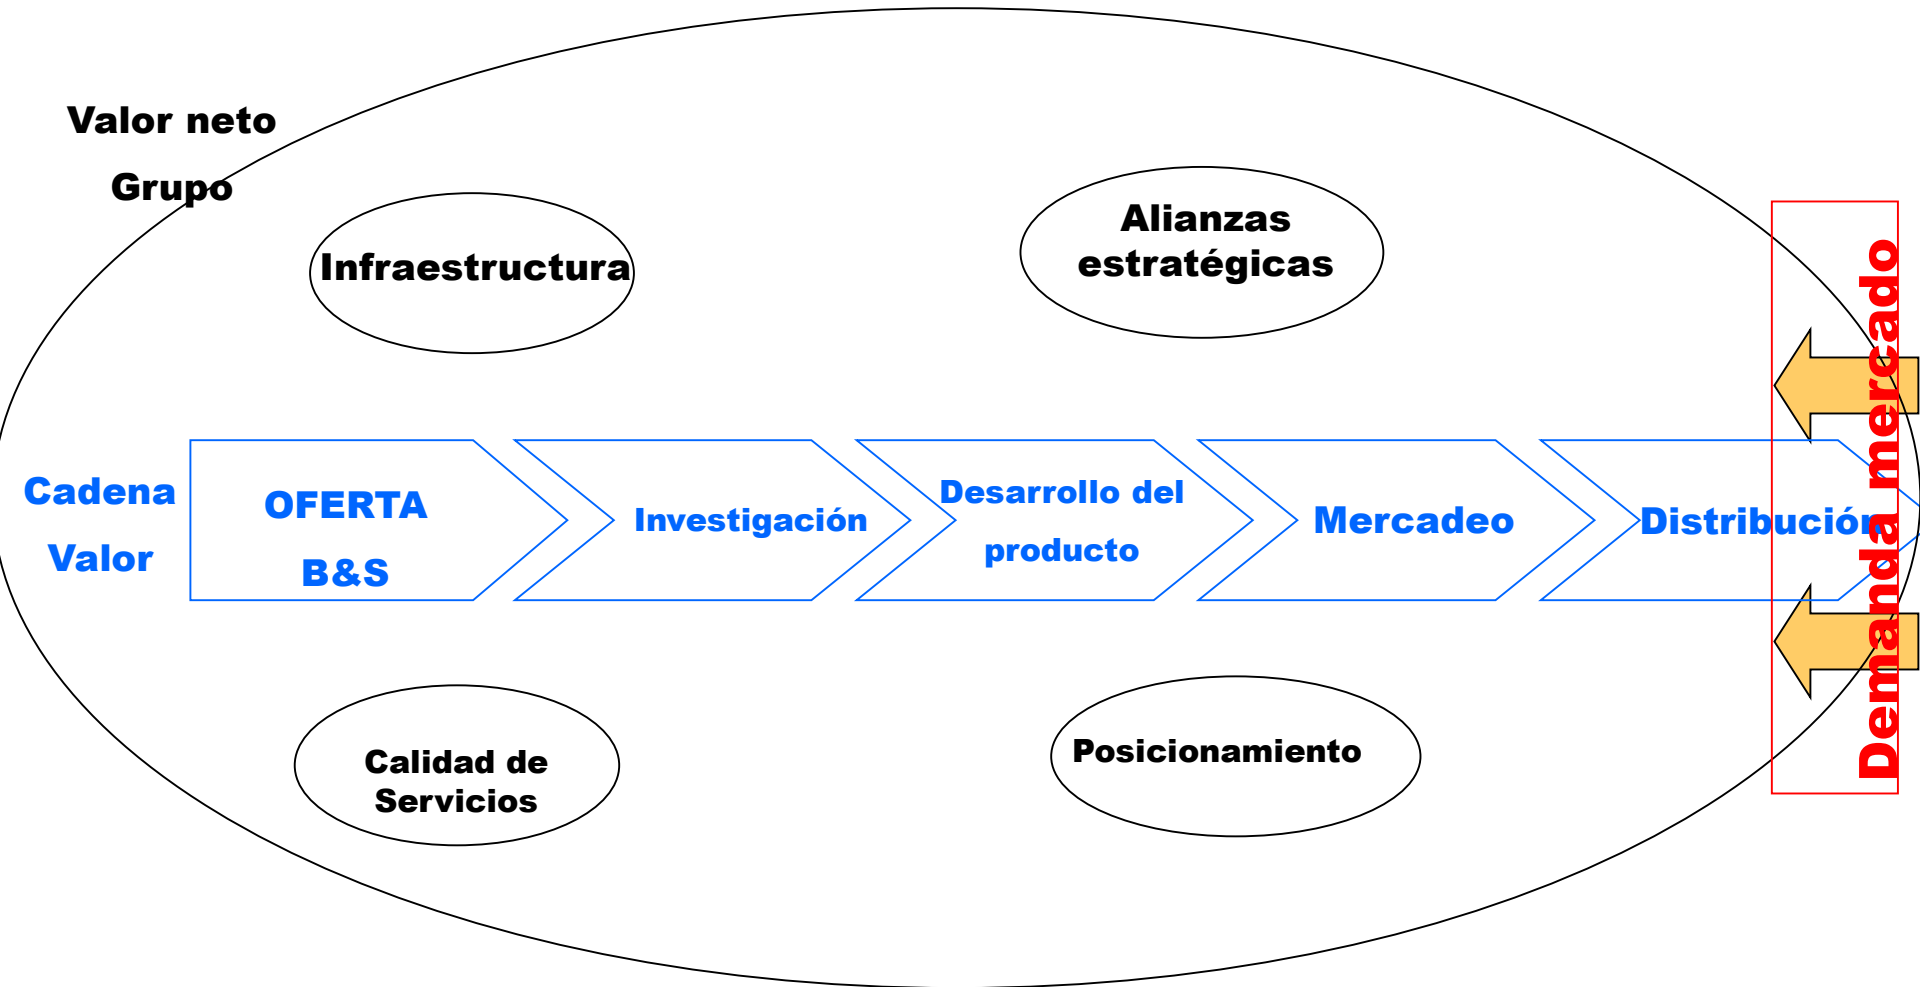 Valor neto
Grupo
Infraestructura
Alianzas
estratégicas
Cadena
Valor
OFERTA
B&S
Investigación
Desarrollo del
producto
Mercadeo
Distribución
Demanda mercado
Calidad de
Servicios
Posicionamiento